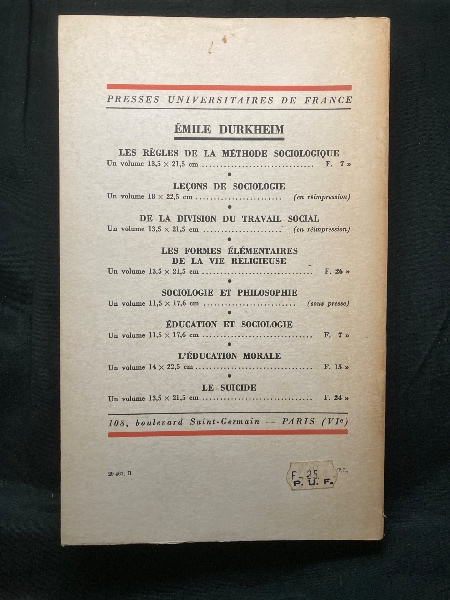 PRESSES UNIVERSITAIRES DE FRANCE
ÉMILE DURKHEIM
LES RÈGLES DE LA MÉTHODE SOCIOLOGIQUE
Un volume 13,5 × 21,5 cm .............................. F. 7 »
•
LEÇONS DE SOCIOLOGIE
Un volume 18 × 22,5 cm ........................ (en réimpression)
•
DE LA DIVISION DU TRAVAIL SOCIAL
Un volume 13,5 × 21,5 cm ...................... (en réimpression)
•
LES FORMES ÉLÉMENTAIRES
DE LA VIE RELIGIEUSE
Un volume 13,5 × 21,5 cm .............................. F. 26 »
•
SOCIOLOGIE ET PHILOSOPHIE
Un volume 11,5 × 17,6 cm ........................ (sous presse)
•
ÉDUCATION ET SOCIOLOGIE
Un volume 11,5 × 17,6 cm .............................. F. 7 »
•
L'ÉDUCATION MORALE
Un volume 14 × 22,5 cm .............................. F. 15 »
•
LE SUICIDE
Un volume 13,5 × 21,5 cm .............................. F. 24 »
108, boulevard Saint-Germain — PARIS (VIe)
F 25
P. U. F.